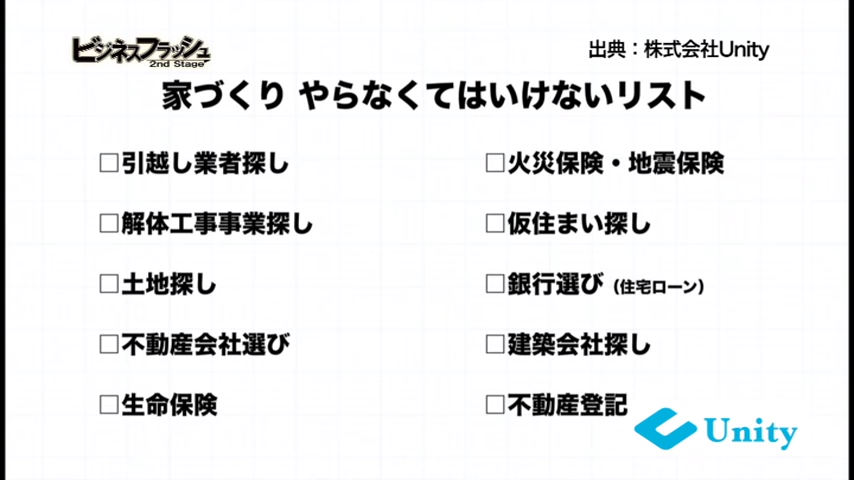 ビジネスフラッシュ
2nd Stage
出典：株式会社Unity
家づくり やらなくてはいけないリスト
□引越し業者探し
□解体工事事業探し
□土地探し
□不動産会社選び
□生命保険
□火災保険・地震保険
□仮住まい探し
□銀行選び（住宅ローン）
□建築会社探し
□不動産登記
Unity